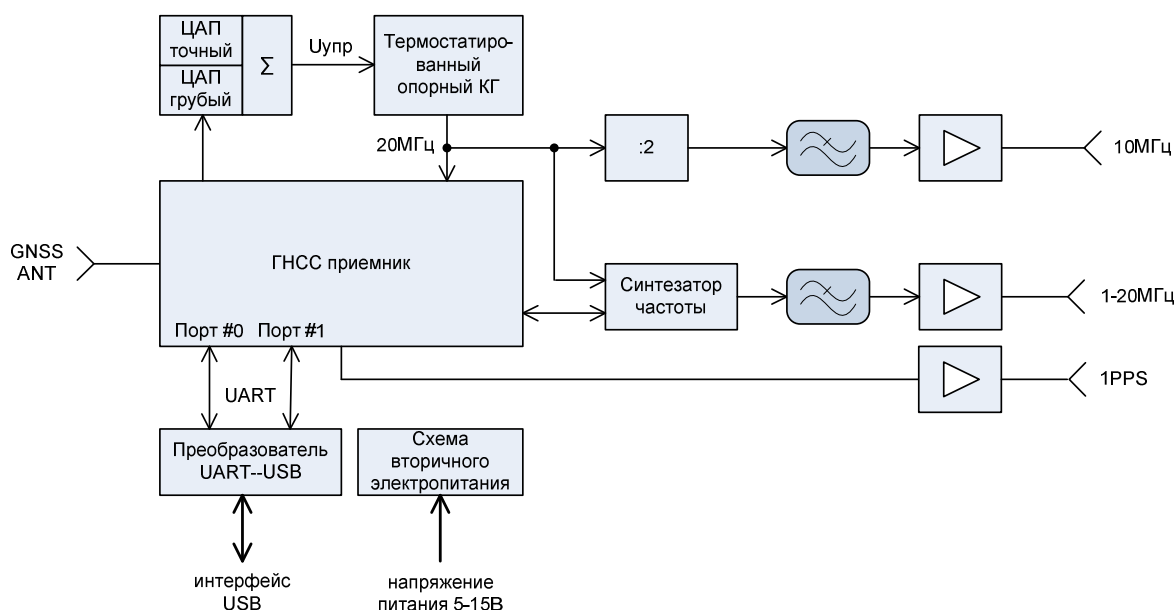 ЦАП
точный
ЦАП
грубый
Σ
Uупр
Термостатиро-
ванный
опорный КГ
20МГц
:2
10МГц
GNSS
ANT
ГНСС приемник
Синтезатор
частоты
1-20МГц
Порт #0
Порт #1
1PPS
UART
Преобразователь
UART--USB
Схема
вторичного
электропитания
интерфейс
USB
напряжение
питания 5-15В